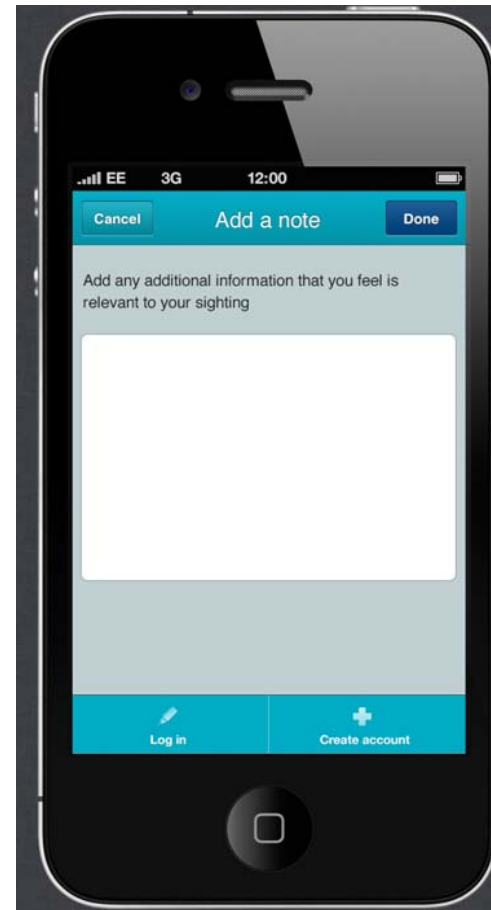 EE 3G 12:00
Cancel Add a note Done
Add any additional information that you feel is
relevant to your sighting
Log in Create account